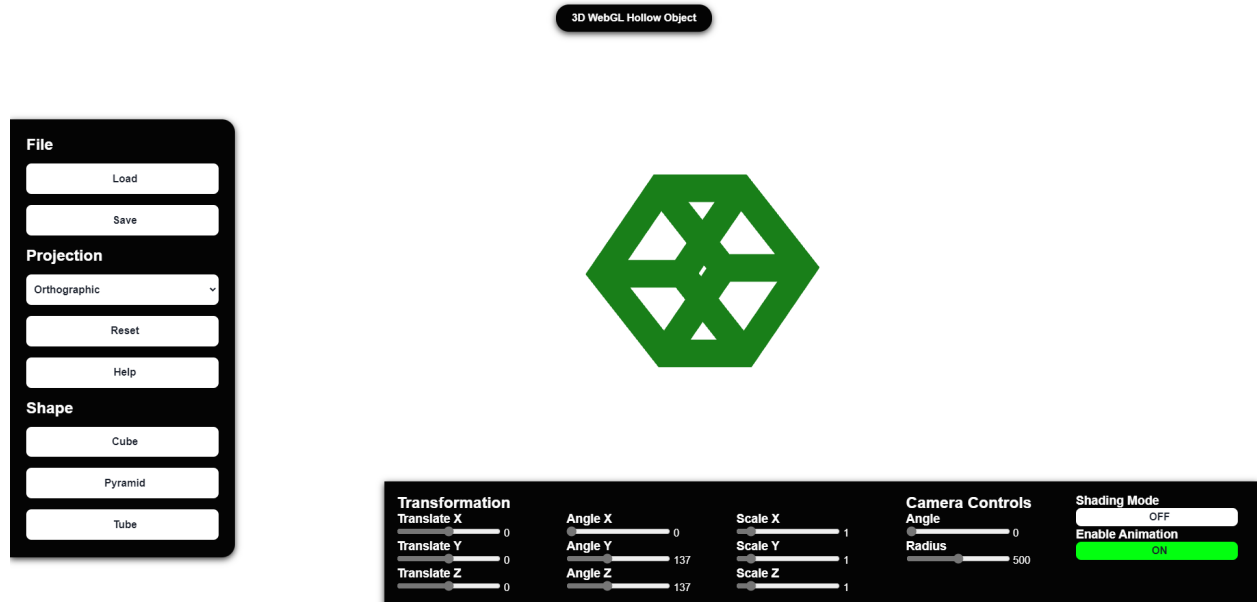 3D WebGL Hollow Object
File
Load
Save
Projection
Orthographic
Reset
Help
Shape
Cube
Pyramid
Tube
Transformation
Translate X
0
Translate Y
0
Translate Z
0
Angle X
0
Angle Y
137
Angle Z
137
Scale X
1
Scale Y
1
Scale Z
1
Camera Controls
Angle
0
Radius
500
Shading Mode
OFF
Enable Animation
ON